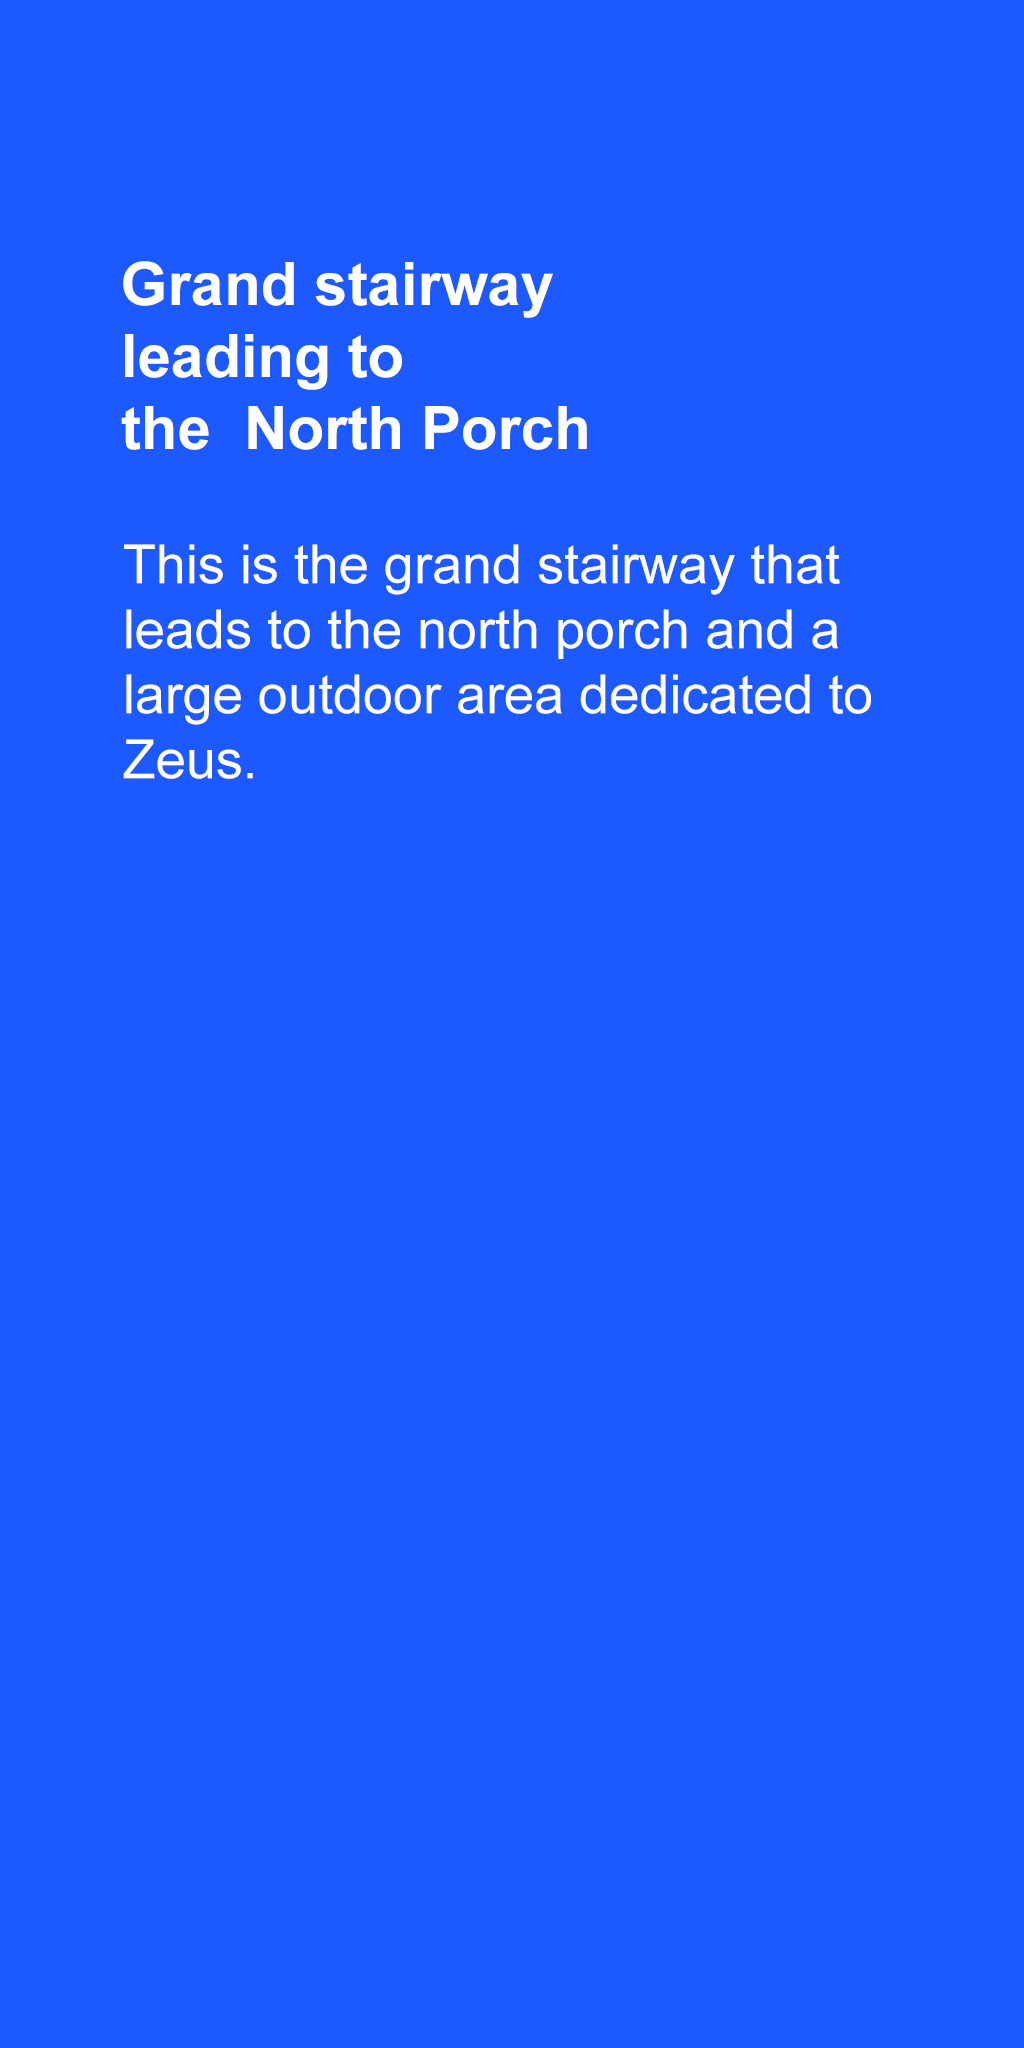 Grand stairway
leading to
the  North Porch
This is the grand stairway that
leads to the north porch and a
large outdoor area dedicated to
Zeus.